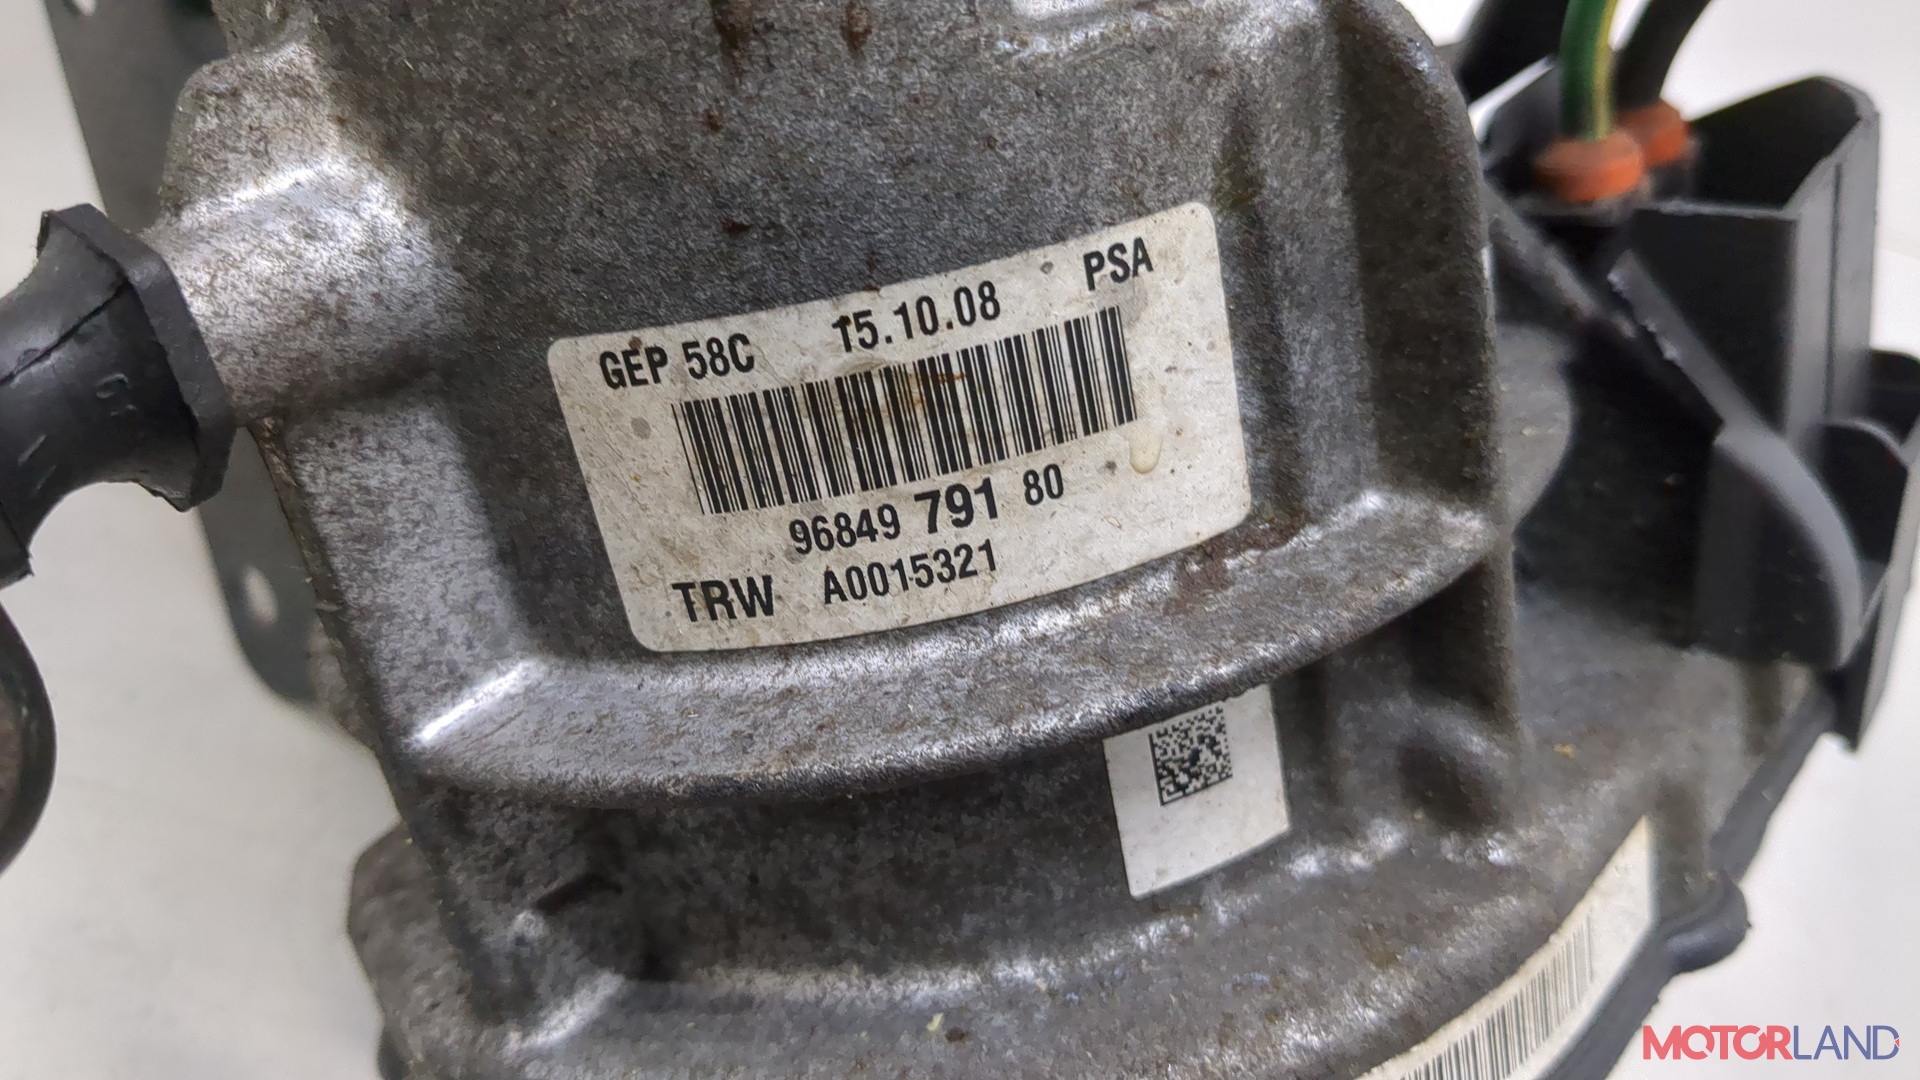 GEP 58C 15.10.08 PSA
96849 791 80
TRW A0015321
MOTORLAND